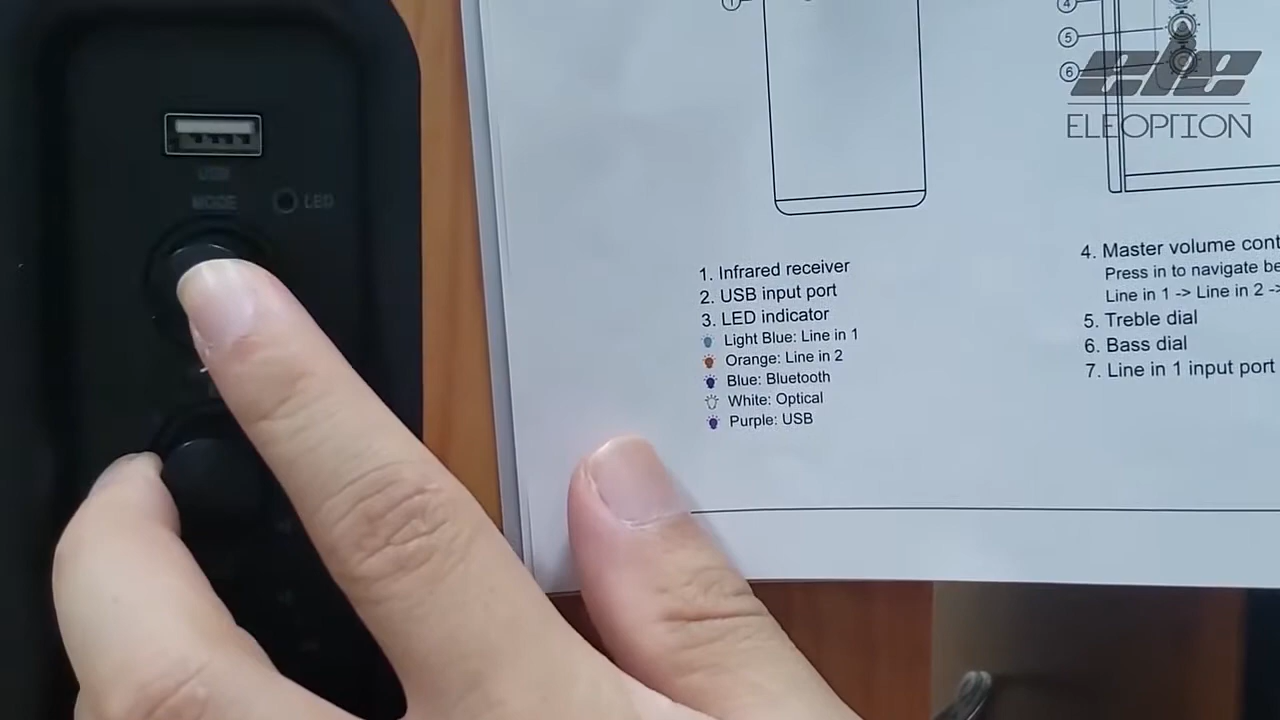 USB
MODE
LED
1
4
5
6
ele
ELEOPTION
1. Infrared receiver
2. USB input port
3. LED indicator
Light Blue: Line in 1
Orange: Line in 2
Blue: Bluetooth
White: Optical
Purple: USB
4. Master volume cont
Press in to navigate be
Line in 1 -> Line in 2 ->
5. Treble dial
6. Bass dial
7. Line in 1 input port